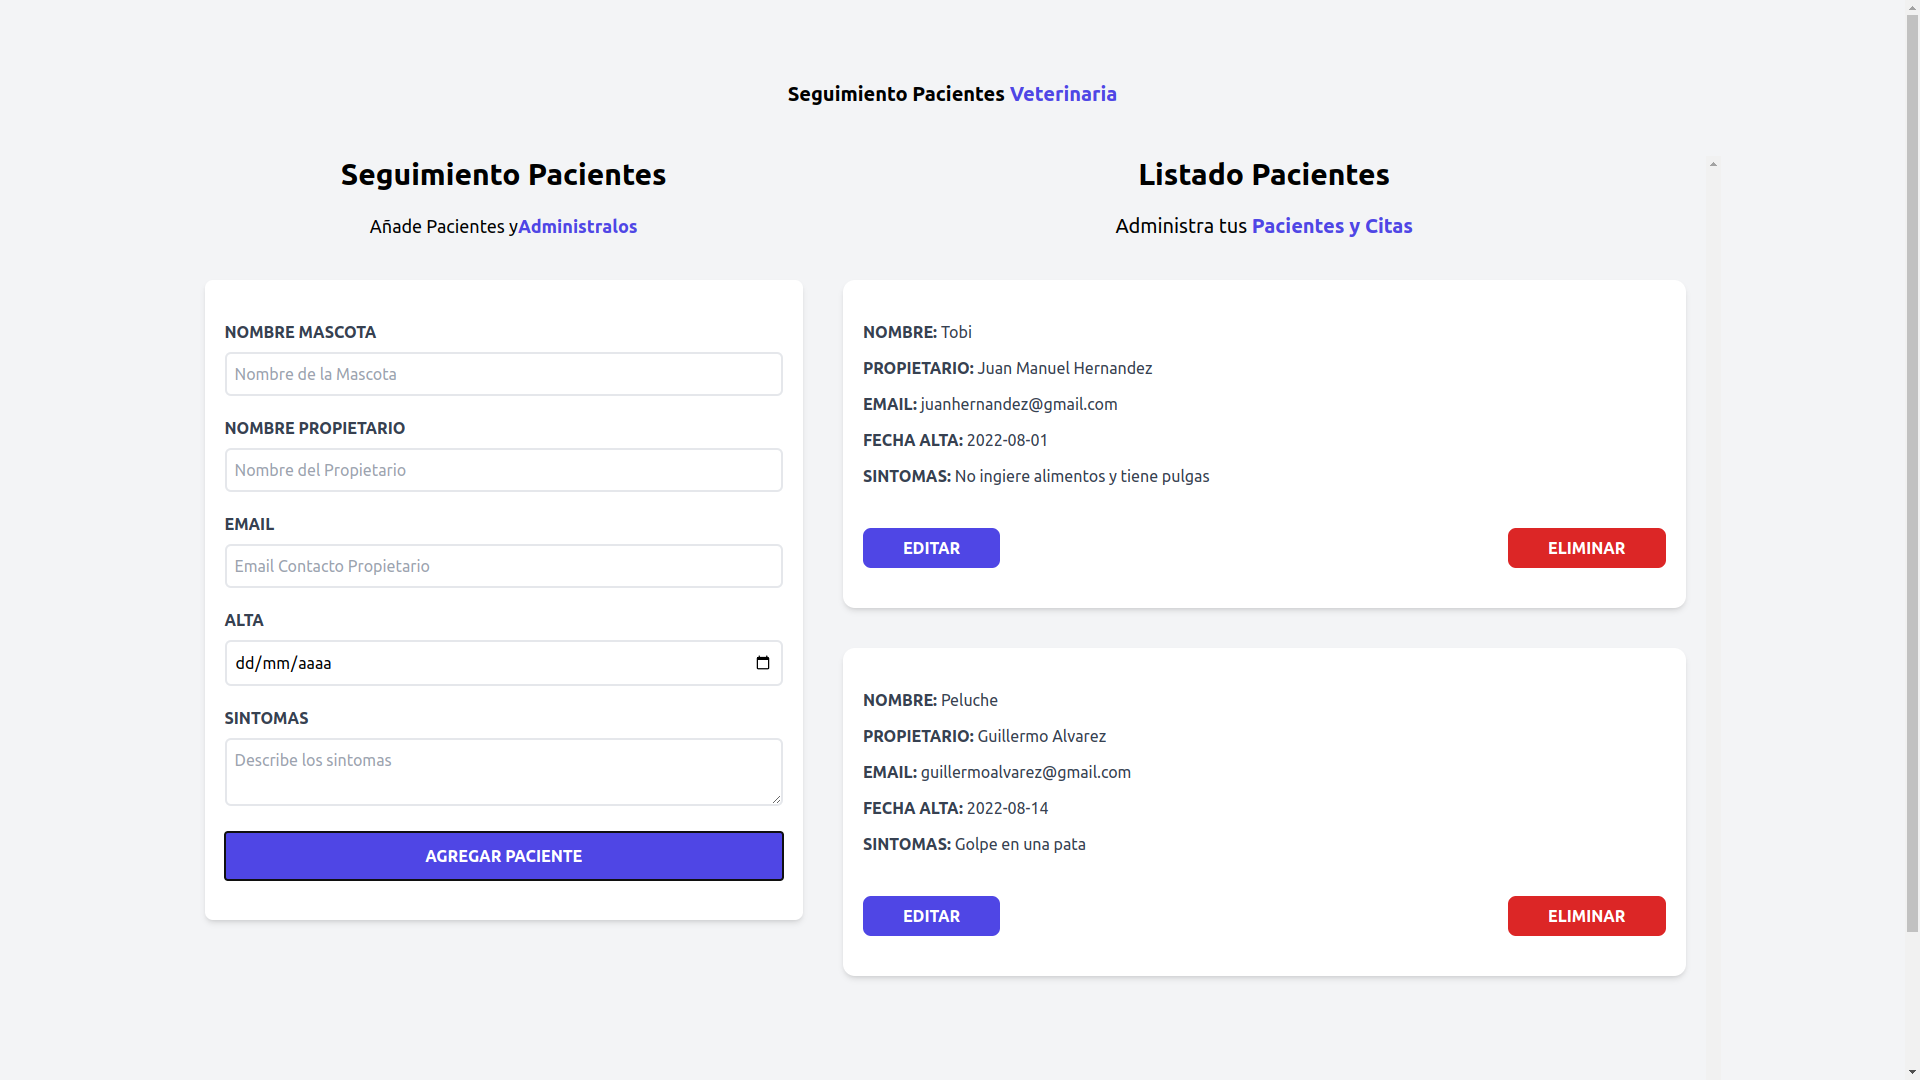 Seguimiento Pacientes Veterinaria
Seguimiento Pacientes
Añade Pacientes yAdministralos
NOMBRE MASCOTA
Nombre de la Mascota
NOMBRE PROPIETARIO
Nombre del Propietario
EMAIL
Email Contacto Propietario
ALTA
dd/mm/aaaa
SINTOMAS
Describe los sintomas
AGREGAR PACIENTE
Listado Pacientes
Administra tus Pacientes y Citas
NOMBRE: Tobi
PROPIETARIO: Juan Manuel Hernandez
EMAIL: juanhernandez@gmail.com
FECHA ALTA: 2022-08-01
SINTOMAS: No ingiere alimentos y tiene pulgas
EDITAR
ELIMINAR
NOMBRE: Peluche
PROPIETARIO: Guillermo Alvarez
EMAIL: guillermoalvarez@gmail.com
FECHA ALTA: 2022-08-14
SINTOMAS: Golpe en una pata
EDITAR
ELIMINAR